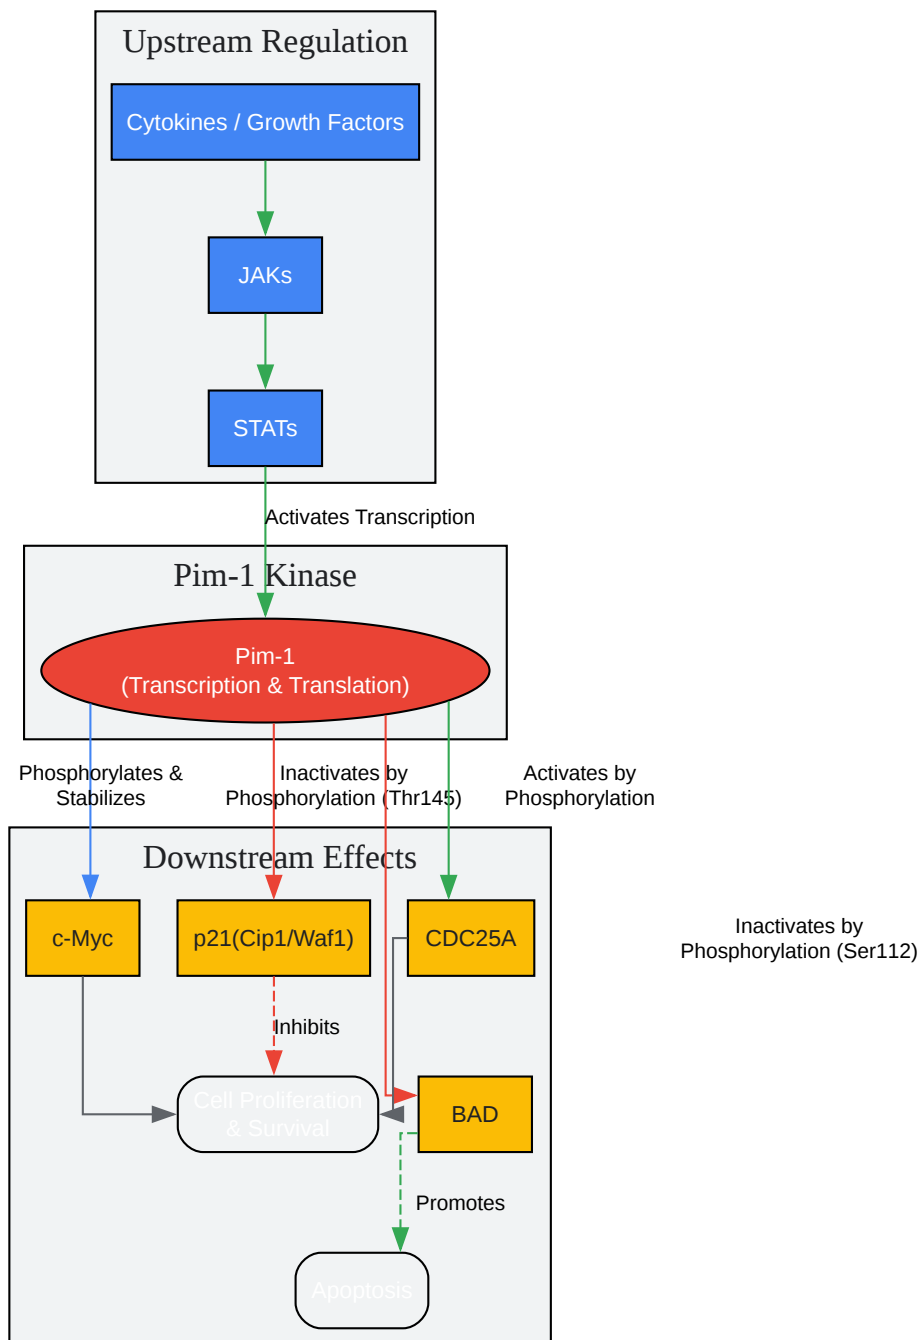 Upstream Regulation
Cytokines / Growth Factors
JAKs
STATs
Activates Transcription
Pim-1 Kinase
Pim-1
(Transcription & Translation)
Phosphorylates &
Stabilizes
Inactivates by
Phosphorylation (Thr145)
Activates by
Phosphorylation
Downstream Effects
c-Myc
p21(Cip1/Waf1)
CDC25A
Inactivates by
Phosphorylation (Ser112)
Inhibits
Cell Proliferation
& Survival
BAD
Promotes
Apoptosis